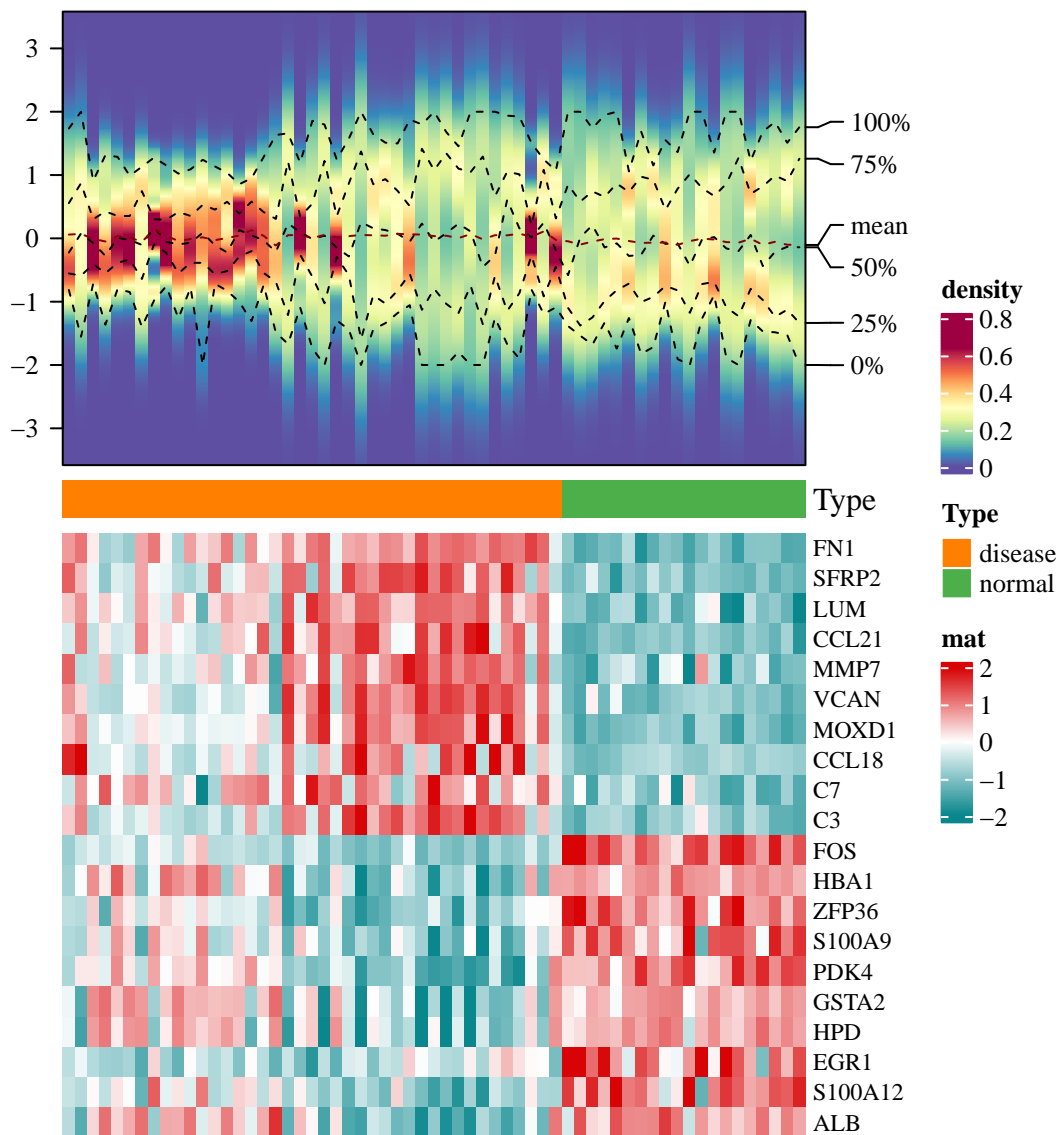 3
2
1
0
−1
−2
−3
100%
75%
mean
50%
25%
0%
density
0.8
0.6
0.4
0.2
0
Type
Type
disease
normal
mat
2
1
0
−1
−2
FN1
SFRP2
LUM
CCL21
MMP7
VCAN
MOXD1
CCL18
C7
C3
FOS
HBA1
ZFP36
S100A9
PDK4
GSTA2
HPD
EGR1
S100A12
ALB